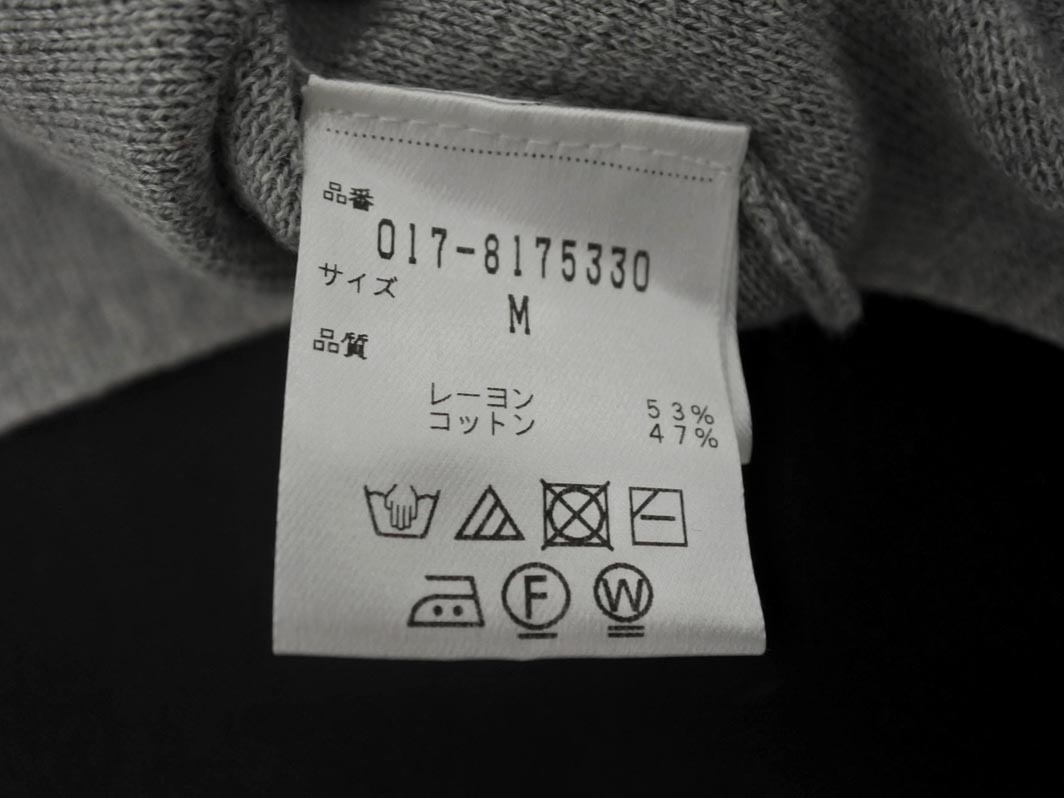 品番
017-8175330
サイズ
M
品質
レーヨン 53%
コットン 47%
F W